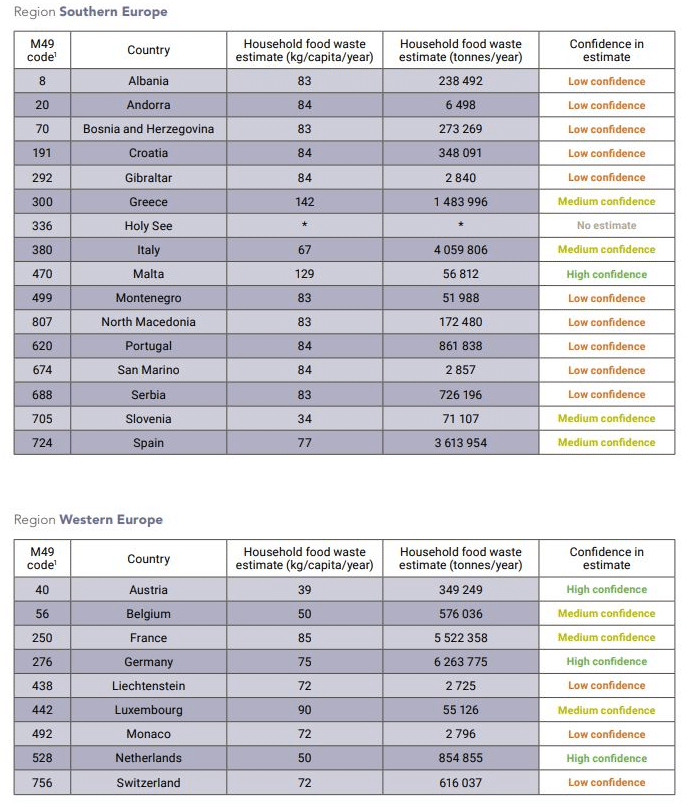 Region Southern Europe
M49 code¹ Country Household food waste estimate (kg/capita/year) Household food waste estimate (tonnes/year) Confidence in estimate
8 Albania 83 238 492 Low confidence
20 Andorra 84 6 498 Low confidence
70 Bosnia and Herzegovina 83 273 269 Low confidence
191 Croatia 84 348 091 Low confidence
292 Gibraltar 84 2 840 Low confidence
300 Greece 142 1 483 996 Medium confidence
336 Holy See * * No estimate
380 Italy 67 4 059 806 Medium confidence
470 Malta 129 56 812 High confidence
499 Montenegro 83 51 988 Low confidence
807 North Macedonia 83 172 480 Low confidence
620 Portugal 84 861 838 Low confidence
674 San Marino 84 2 857 Low confidence
688 Serbia 83 726 196 Low confidence
705 Slovenia 34 71 107 Medium confidence
724 Spain 77 3 613 954 Medium confidence
Region Western Europe
M49 code¹ Country Household food waste estimate (kg/capita/year) Household food waste estimate (tonnes/year) Confidence in estimate
40 Austria 39 349 249 High confidence
56 Belgium 50 576 036 Medium confidence
250 France 85 5 522 358 Medium confidence
276 Germany 75 6 263 775 High confidence
438 Liechtenstein 72 2 725 Low confidence
442 Luxembourg 90 55 126 Medium confidence
492 Monaco 72 2 796 Low confidence
528 Netherlands 50 854 855 High confidence
756 Switzerland 72 616 037 Low confidence